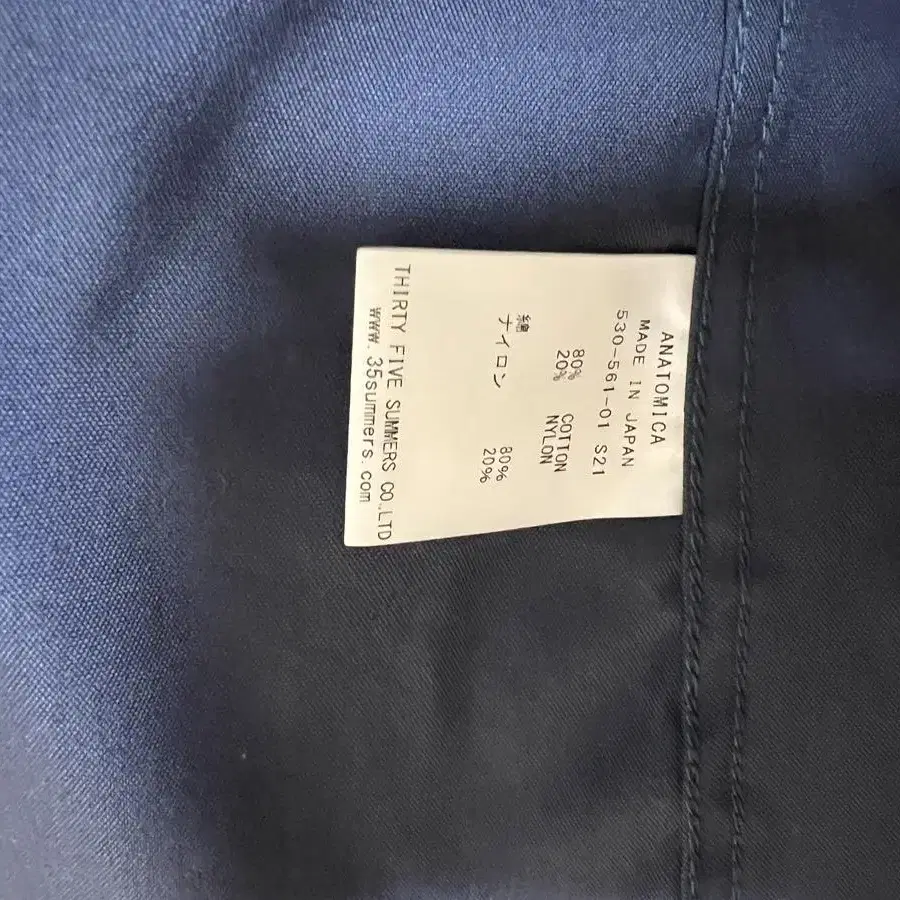 ANATOMICA
MADE IN JAPAN
530-561-01 S21
80% COTTON
20% NYLON
綿 80%
ナイロン 20%
THIRTY FIVE SUMMERS CO.,LTD
www.35summers.com